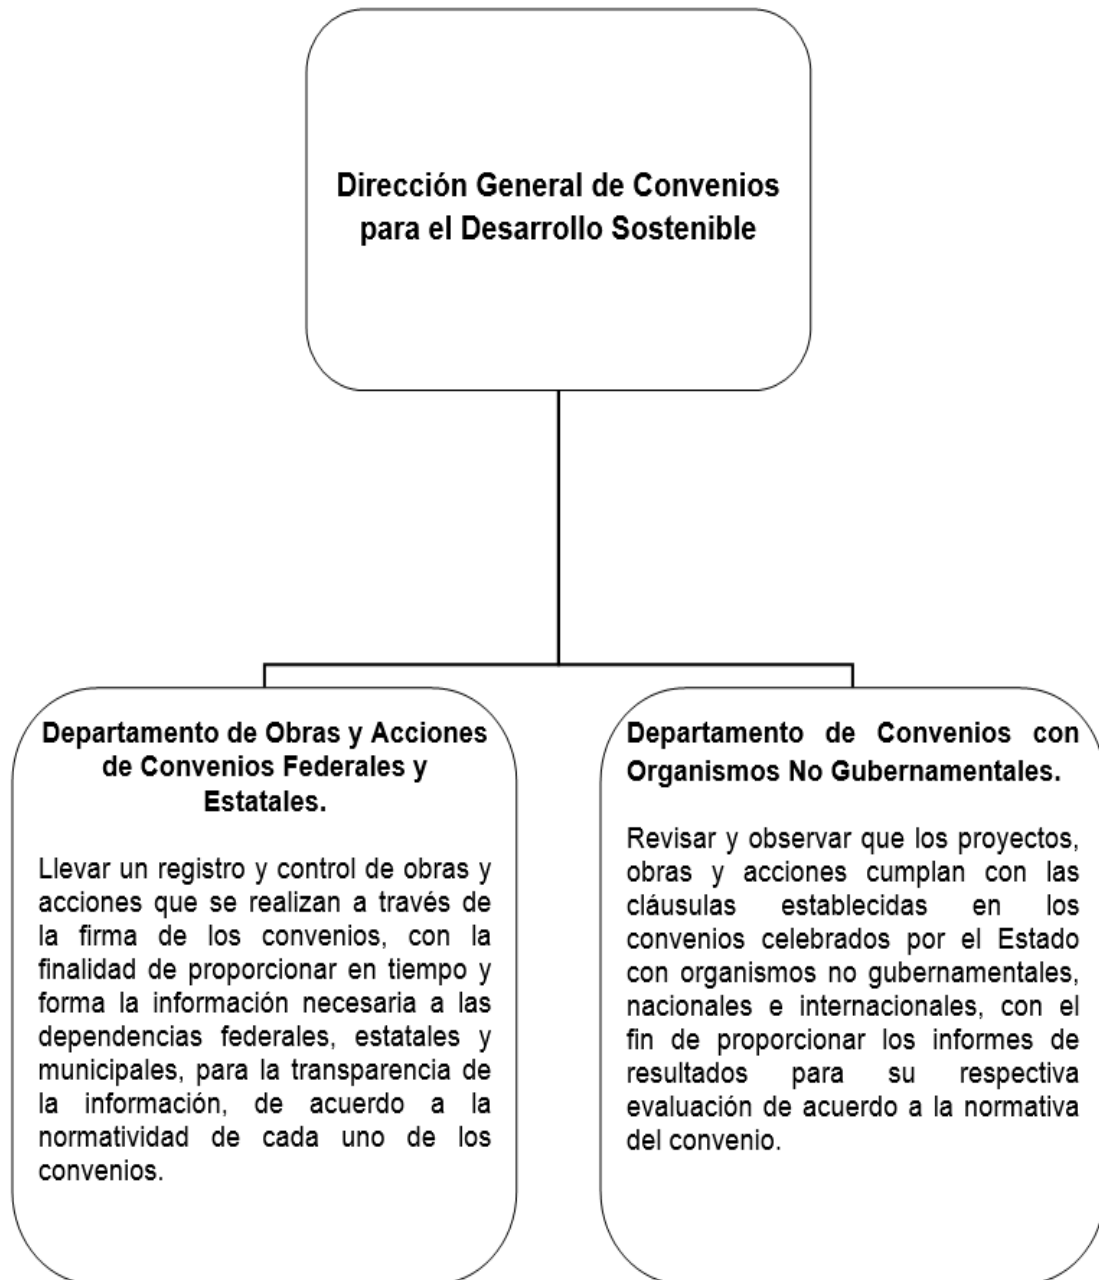 Dirección General de Convenios
para el Desarrollo Sostenible
Departamento de Obras y Acciones
de Convenios Federales y
Estatales.
Llevar un registro y control de obras y
acciones que se realizan a través de
la firma de los convenios, con la
finalidad de proporcionar en tiempo y
forma la información necesaria a las
dependencias federales, estatales y
municipales, para la transparencia de
la información, de acuerdo a la
normatividad de cada uno de los
convenios.
Departamento de Convenios con
Organismos No Gubernamentales.
Revisar y observar que los proyectos,
obras y acciones cumplan con las
cláusulas establecidas en los
convenios celebrados por el Estado
con organismos no gubernamentales,
nacionales e internacionales, con el
fin de proporcionar los informes de
resultados para su respectiva
evaluación de acuerdo a la normativa
del convenio.